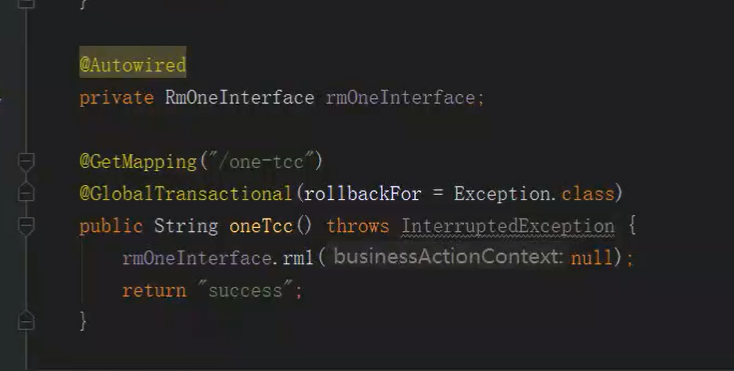 }
@Autowired
private RmOneInterface rmOneInterface;
@GetMapping("/one-tcc")
@GlobalTransactional(rollbackFor = Exception.class)
public String oneTcc() throws InterruptedException {
rmOneInterface.rm1( businessActionContext: null);
return "success";
}